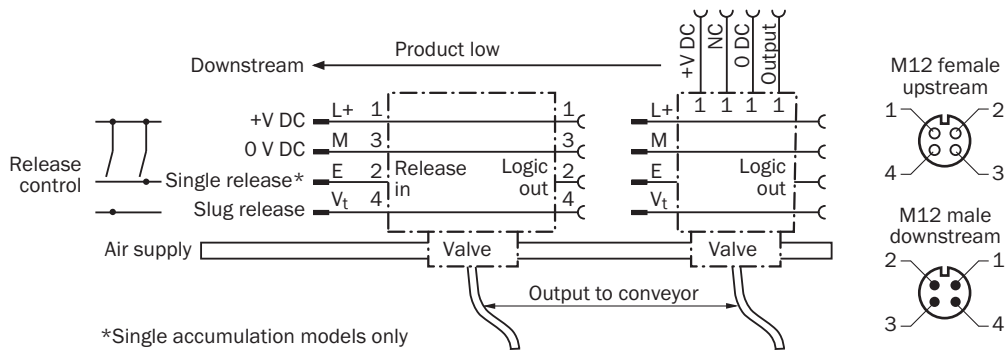 +V DC
NC
0 DC
Output
Product low
Downstream
1 1 1 1
+V DC L+ 1 1
0 V DC M 3 3
Single release* E 2 Release in Logic out 2
Slug release Vt 4 4
Release control
L+
M
E Logic out
Vt
Air supply
Valve
Valve
Output to conveyor
*Single accumulation models only
M12 female
upstream
1 2
4 3
M12 male
downstream
2 1
3 4